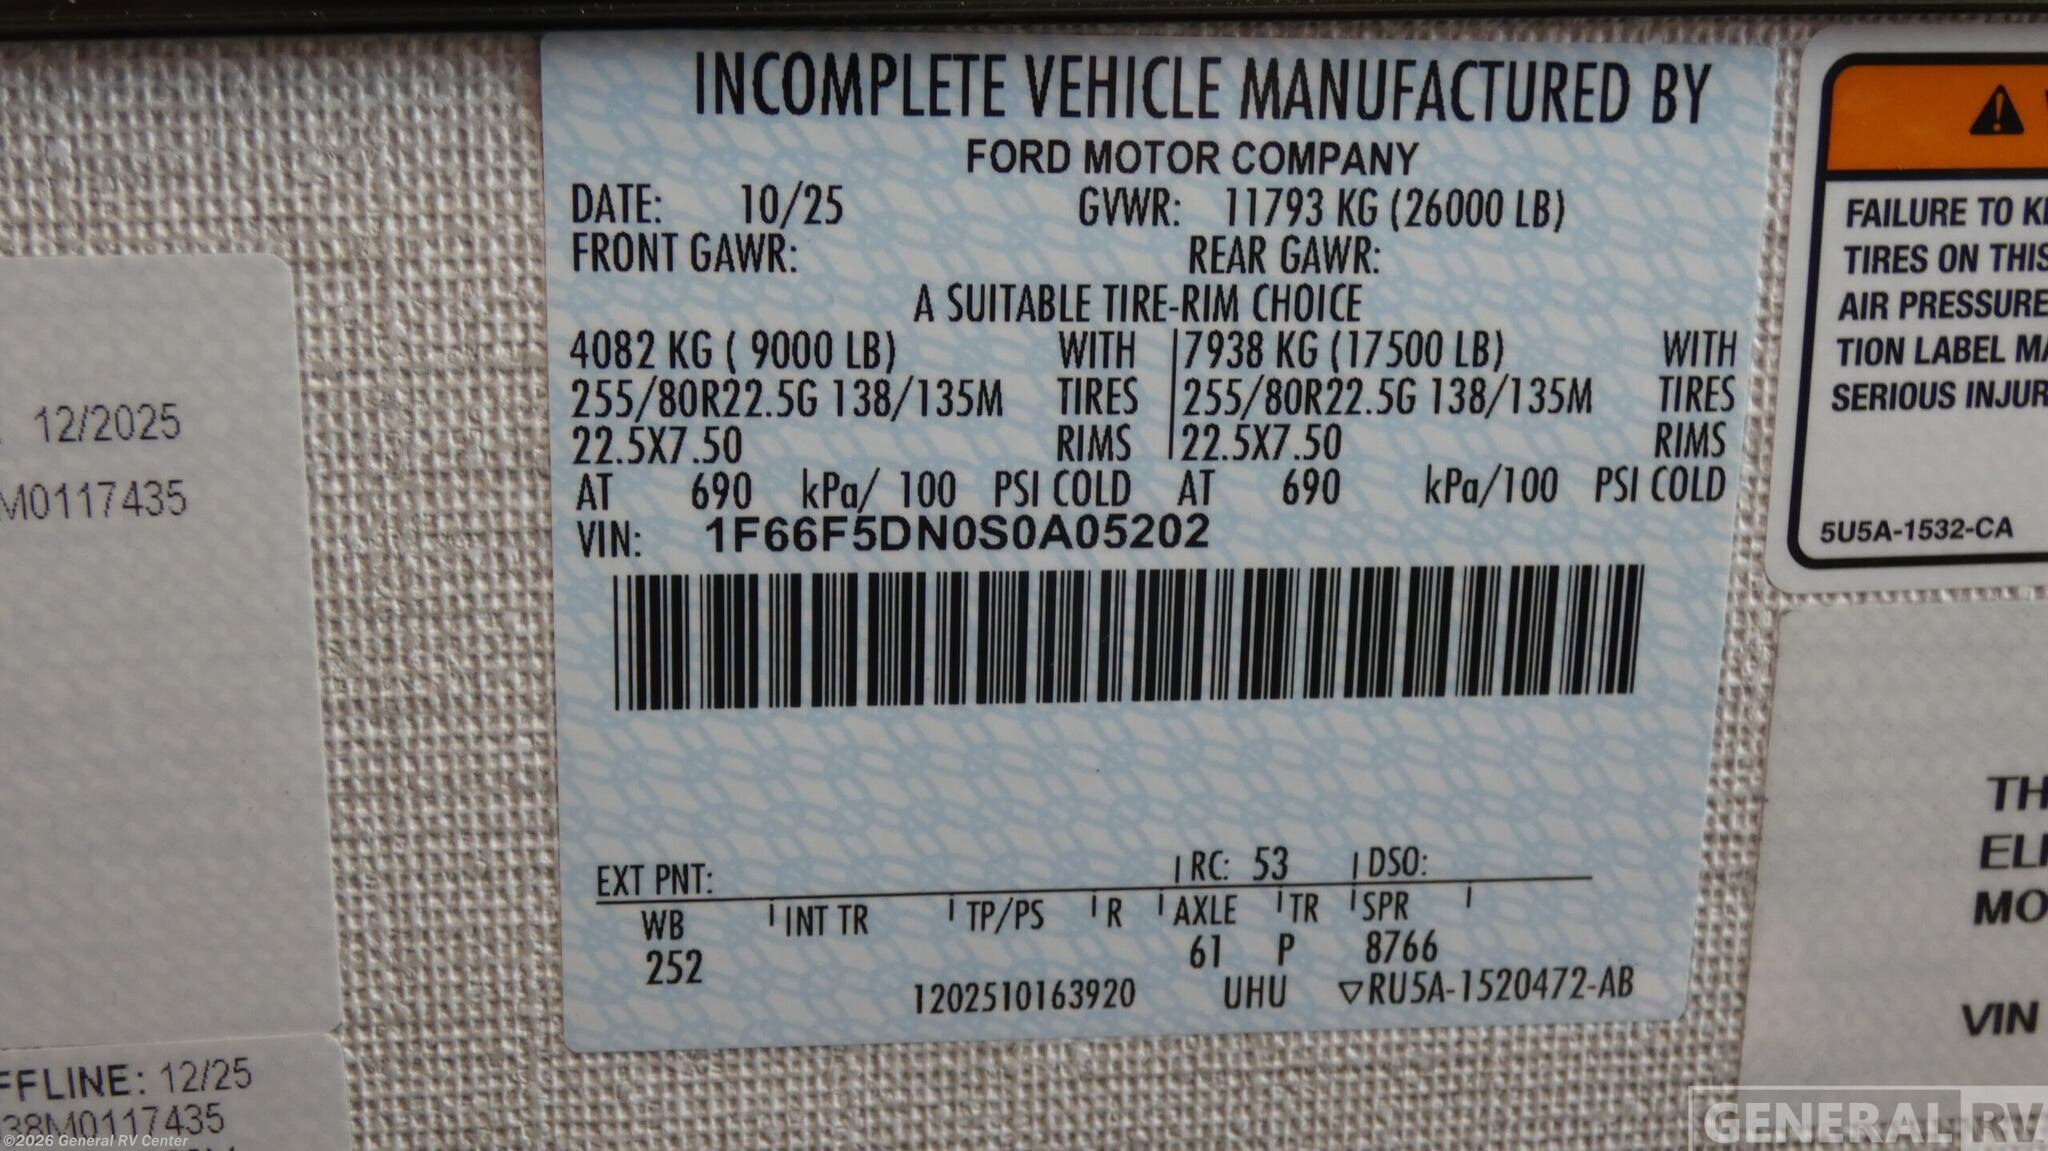 INCOMPLETE VEHICLE MANUFACTURED BY
FORD MOTOR COMPANY
DATE: 10/25 GVWR: 11793 KG (26000 LB)
FRONT GAWR: REAR GAWR:
A SUITABLE TIRE-RIM CHOICE
4082 KG ( 9000 LB) WITH 7938 KG (17500 LB) WITH
255/80R22.5G 138/135M TIRES 255/80R22.5G 138/135M TIRES
22.5X7.50 RIMS 22.5X7.50 RIMS
AT 690 kPa/ 100 PSI COLD AT 690 kPa/100 PSI COLD
VIN: 1F66F5DN0S0A05202
EXT PNT: RC: 53 DSO:
WB INT TR TP/PS R AXLE TR SPR
252 61 P 8766
1202510163920 UHU ▽RU5A-1520472-AB
12/2025
M0117435
FFLINE: 12/25
38M0117435
FAILURE TO
TIRES ON THIS
AIR PRESSURE
TION LABEL
SERIOUS
5U5A-1532-CA
VIN
©2026 General RV Center
GENERAL RV